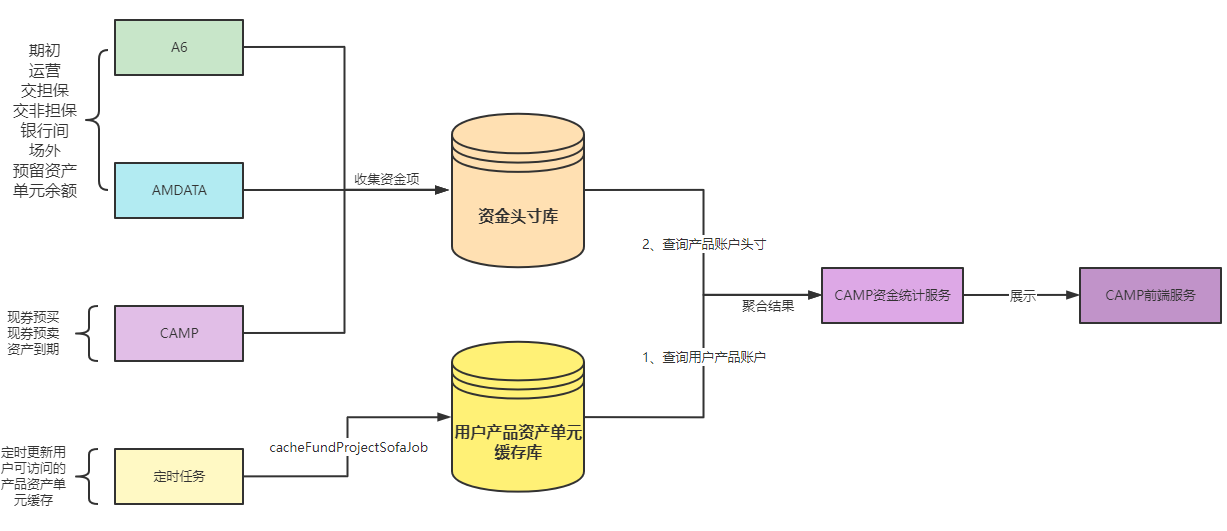 期初
运营
交担保
交非担保
银行间
场外
预留资产
单元余额
A6
AMDATA
现券预买
现券预卖
资产到期
CAMP
定时更新用
户可访问的
产品资产单
元缓存
定时任务
收集资金项
cacheFundProjectSofaJob
资金头寸库
用户产品资产单元
缓存库
2、查询产品账户头寸
聚合结果
1、查询用户产品账户
CAMP资金统计服务
展示
CAMP前端服务